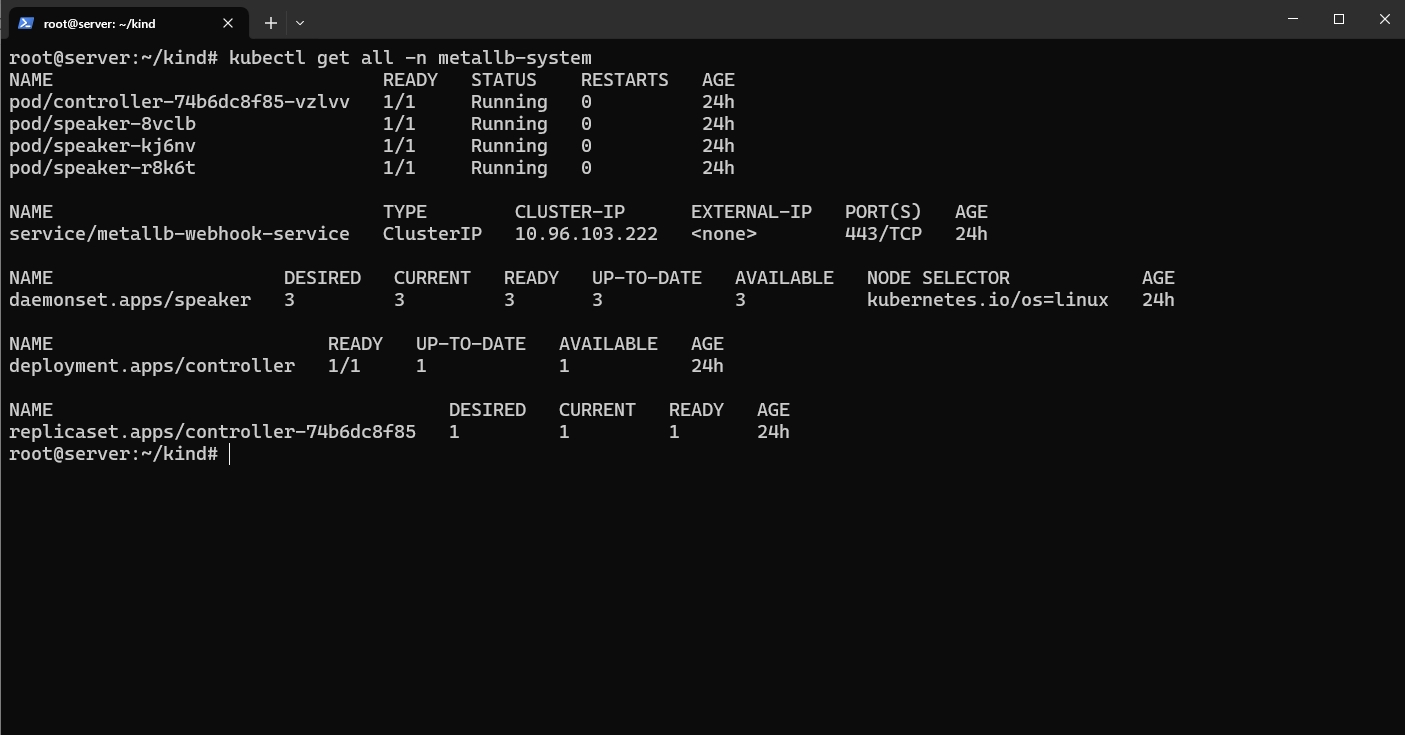 root@server: ~/kind
root@server:~/kind# kubectl get all -n metallb-system
NAME                              READY   STATUS    RESTARTS   AGE
pod/controller-74b6dc8f85-vzlvv   1/1     Running   0          24h
pod/speaker-8vclb                 1/1     Running   0          24h
pod/speaker-kj6nv                 1/1     Running   0          24h
pod/speaker-r8k6t                 1/1     Running   0          24h
NAME                              TYPE        CLUSTER-IP      EXTERNAL-IP   PORT(S)   AGE
service/metallb-webhook-service   ClusterIP   10.96.103.222   <none>        443/TCP   24h
NAME                     DESIRED   CURRENT   READY   UP-TO-DATE   AVAILABLE   NODE SELECTOR            AGE
daemonset.apps/speaker   3         3         3       3            3           kubernetes.io/os=linux   24h
NAME                         READY   UP-TO-DATE   AVAILABLE   AGE
deployment.apps/controller   1/1     1            1           24h
NAME                                    DESIRED   CURRENT   READY   AGE
replicaset.apps/controller-74b6dc8f85   1         1         1       24h
root@server:~/kind#